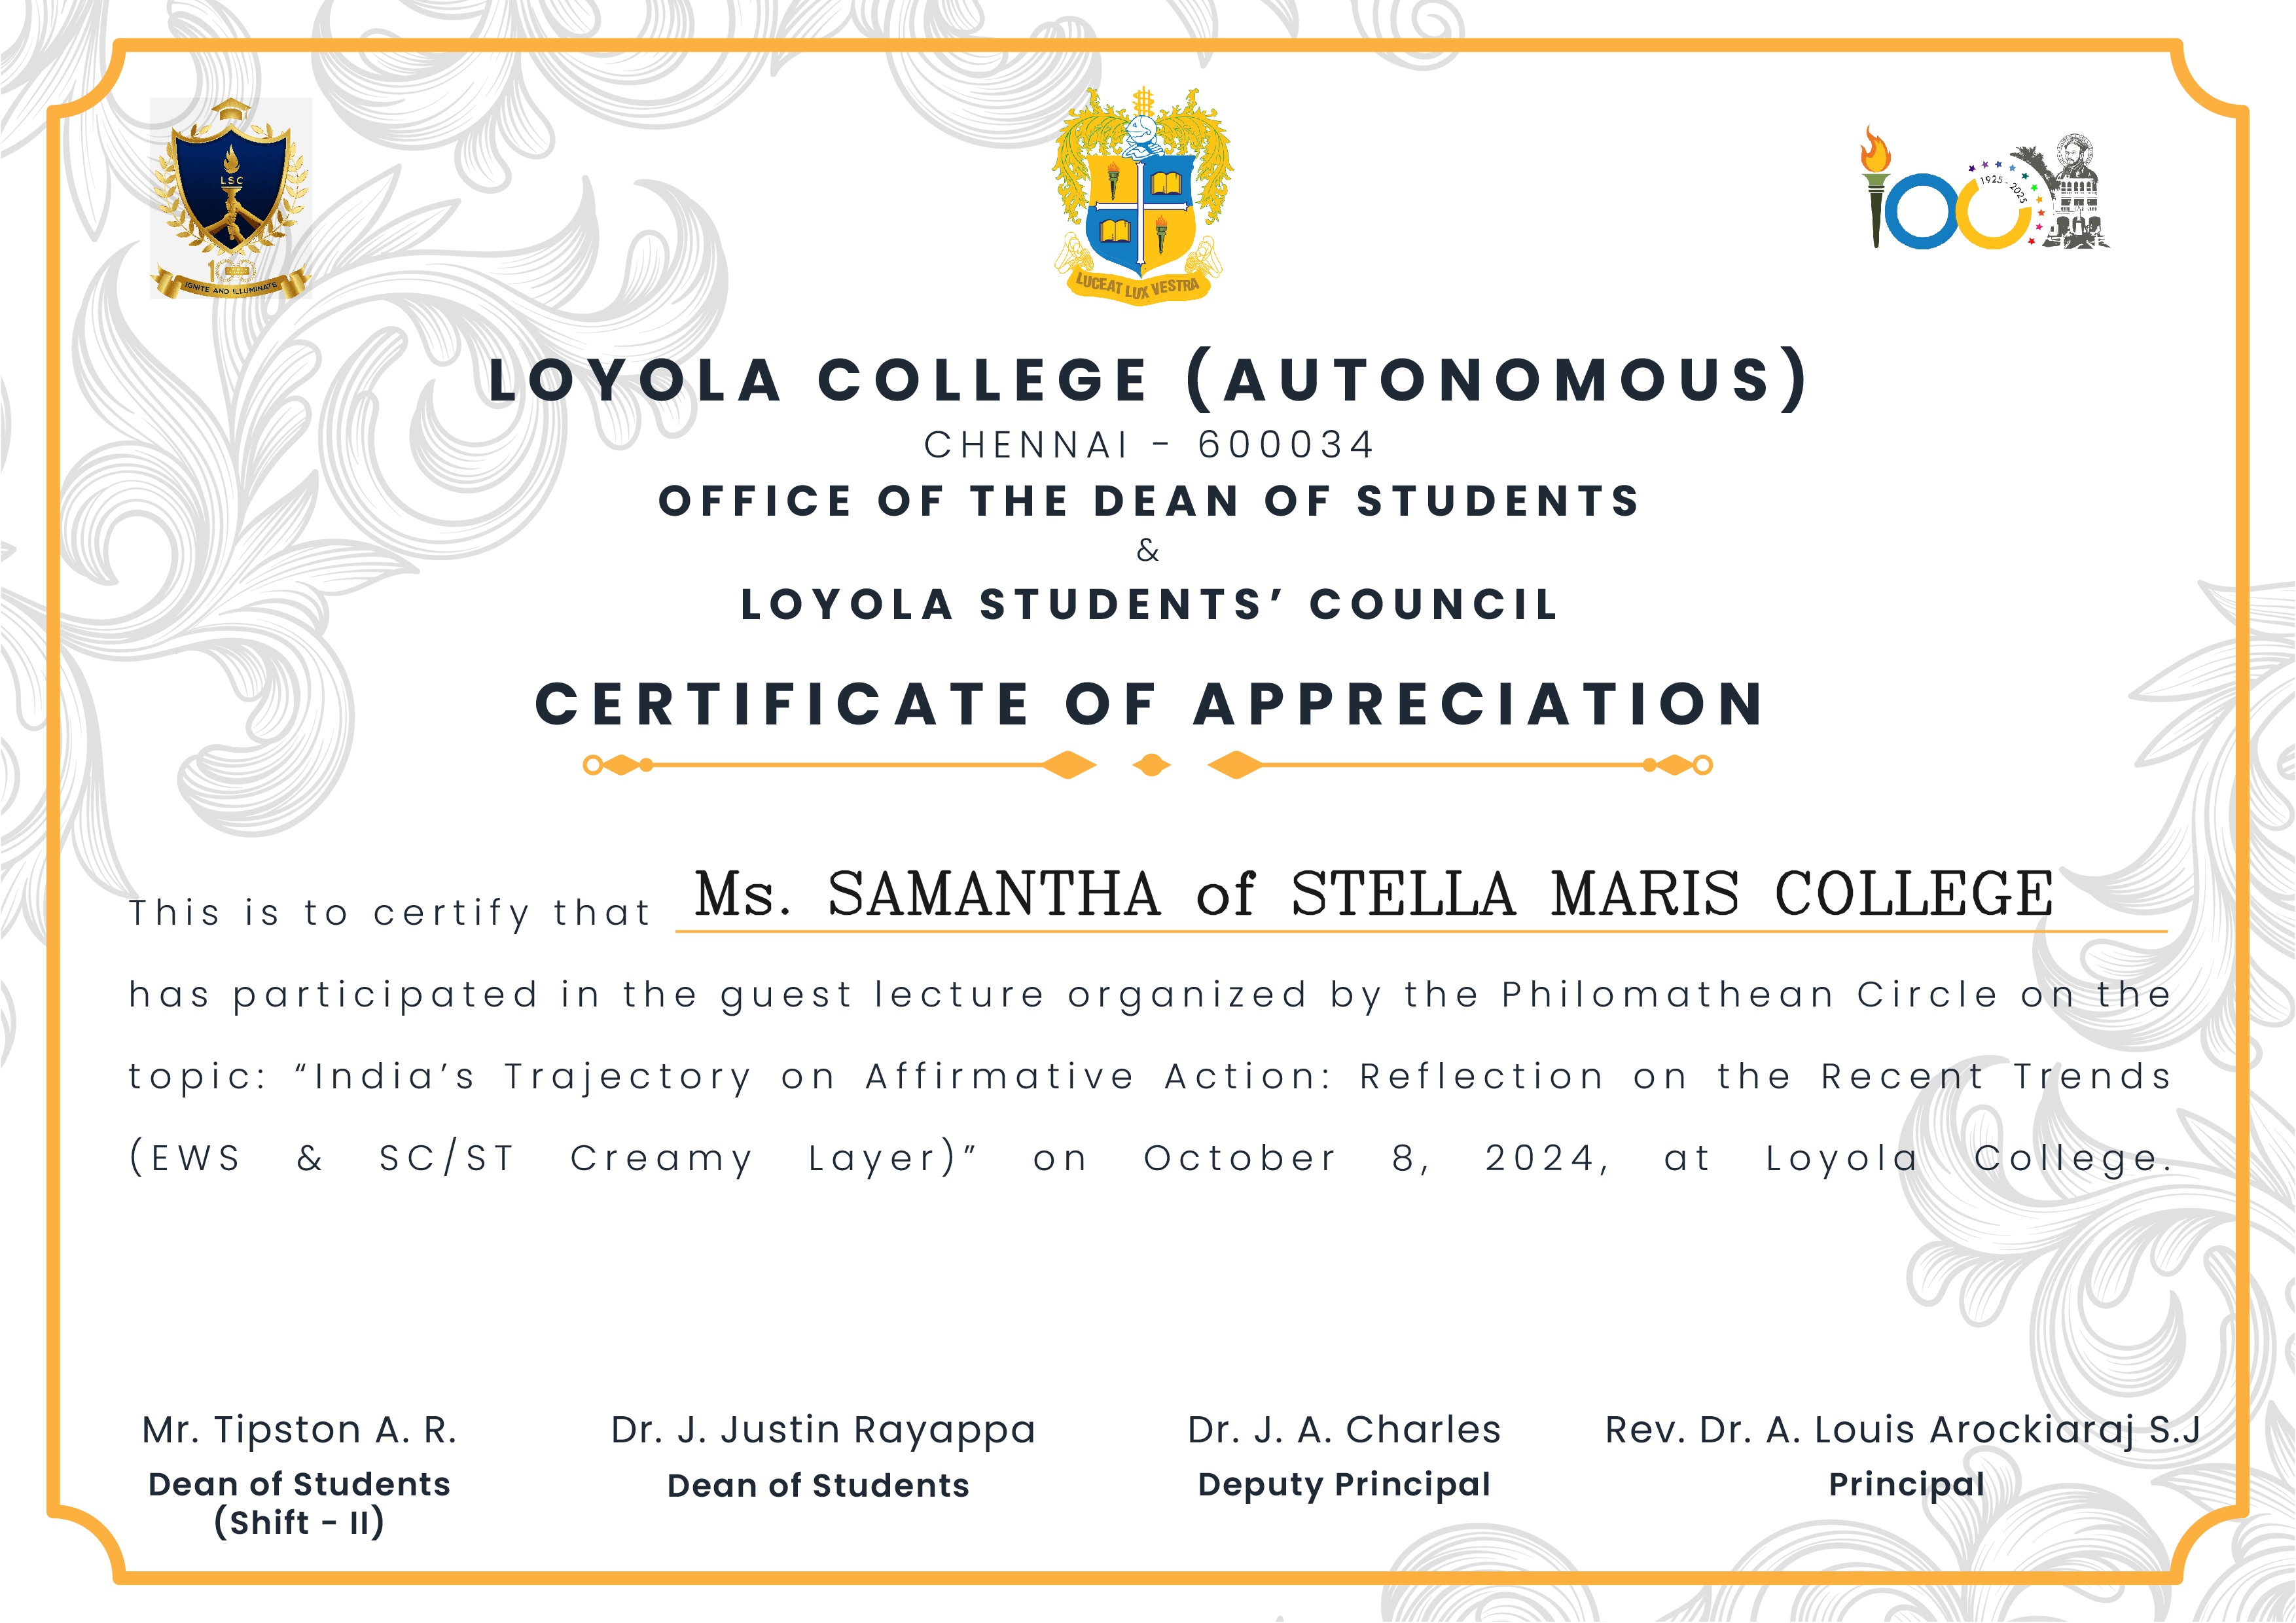 LSC
100
IGNITE AND ILLUMINATE
LUCEAT LUX VESTRA
100
1925 - 2025
LOYOLA COLLEGE (AUTONOMOUS)
CHENNAI - 600034
OFFICE OF THE DEAN OF STUDENTS
&
LOYOLA STUDENTS’ COUNCIL
CERTIFICATE OF APPRECIATION
This is to certify that Ms. SAMANTHA of STELLA MARIS COLLEGE
has participated in the guest lecture organized by the Philomathean Circle on the
topic: “India’s Trajectory on Affirmative Action: Reflection on the Recent Trends
(EWS & SC/ST Creamy Layer)” on October 8, 2024, at Loyola College.
Mr. Tipston A. R. Dr. J. Justin Rayappa Dr. J. A. Charles Rev. Dr. A. Louis Arockiaraj S.J
Dean of Students Dean of Students Deputy Principal Principal
(Shift - II)